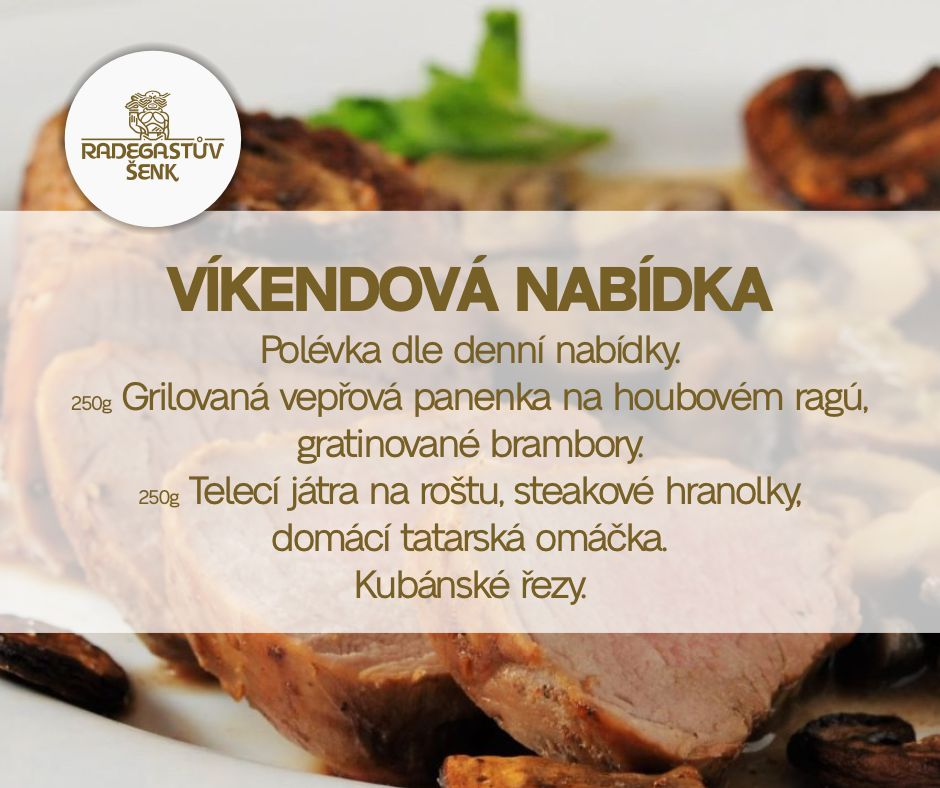 RADEGASTŮV
ŠENK
VÍKENDOVÁ NABÍDKA
Polévka dle denní nabídky.
250g Grilovaná vepřová panenka na houbovém ragú,
gratinované brambory.
250g Telecí játra na roštu, steakové hranolky,
domácí tatarská omáčka.
Kubánské řezy.